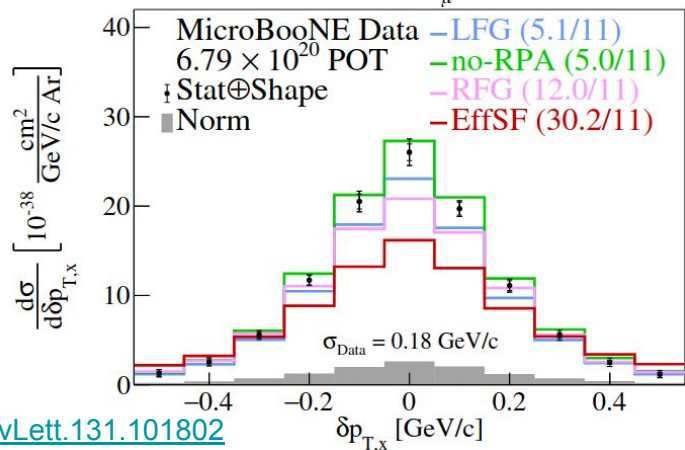 μ
MicroBooNE Data
6.79 × 10²⁰ POT
Stat⊕Shape
Norm
LFG (5.1/11)
no-RPA (5.0/11)
RFG (12.0/11)
EffSF (30.2/11)
40
30
20
10
0
dσ/dδp_T,x [10⁻³⁸ cm²/GeV/c Ar]
σ_Data = 0.18 GeV/c
−0.4 −0.2 0 0.2 0.4
δp_T,x [GeV/c]
vLett.131.101802